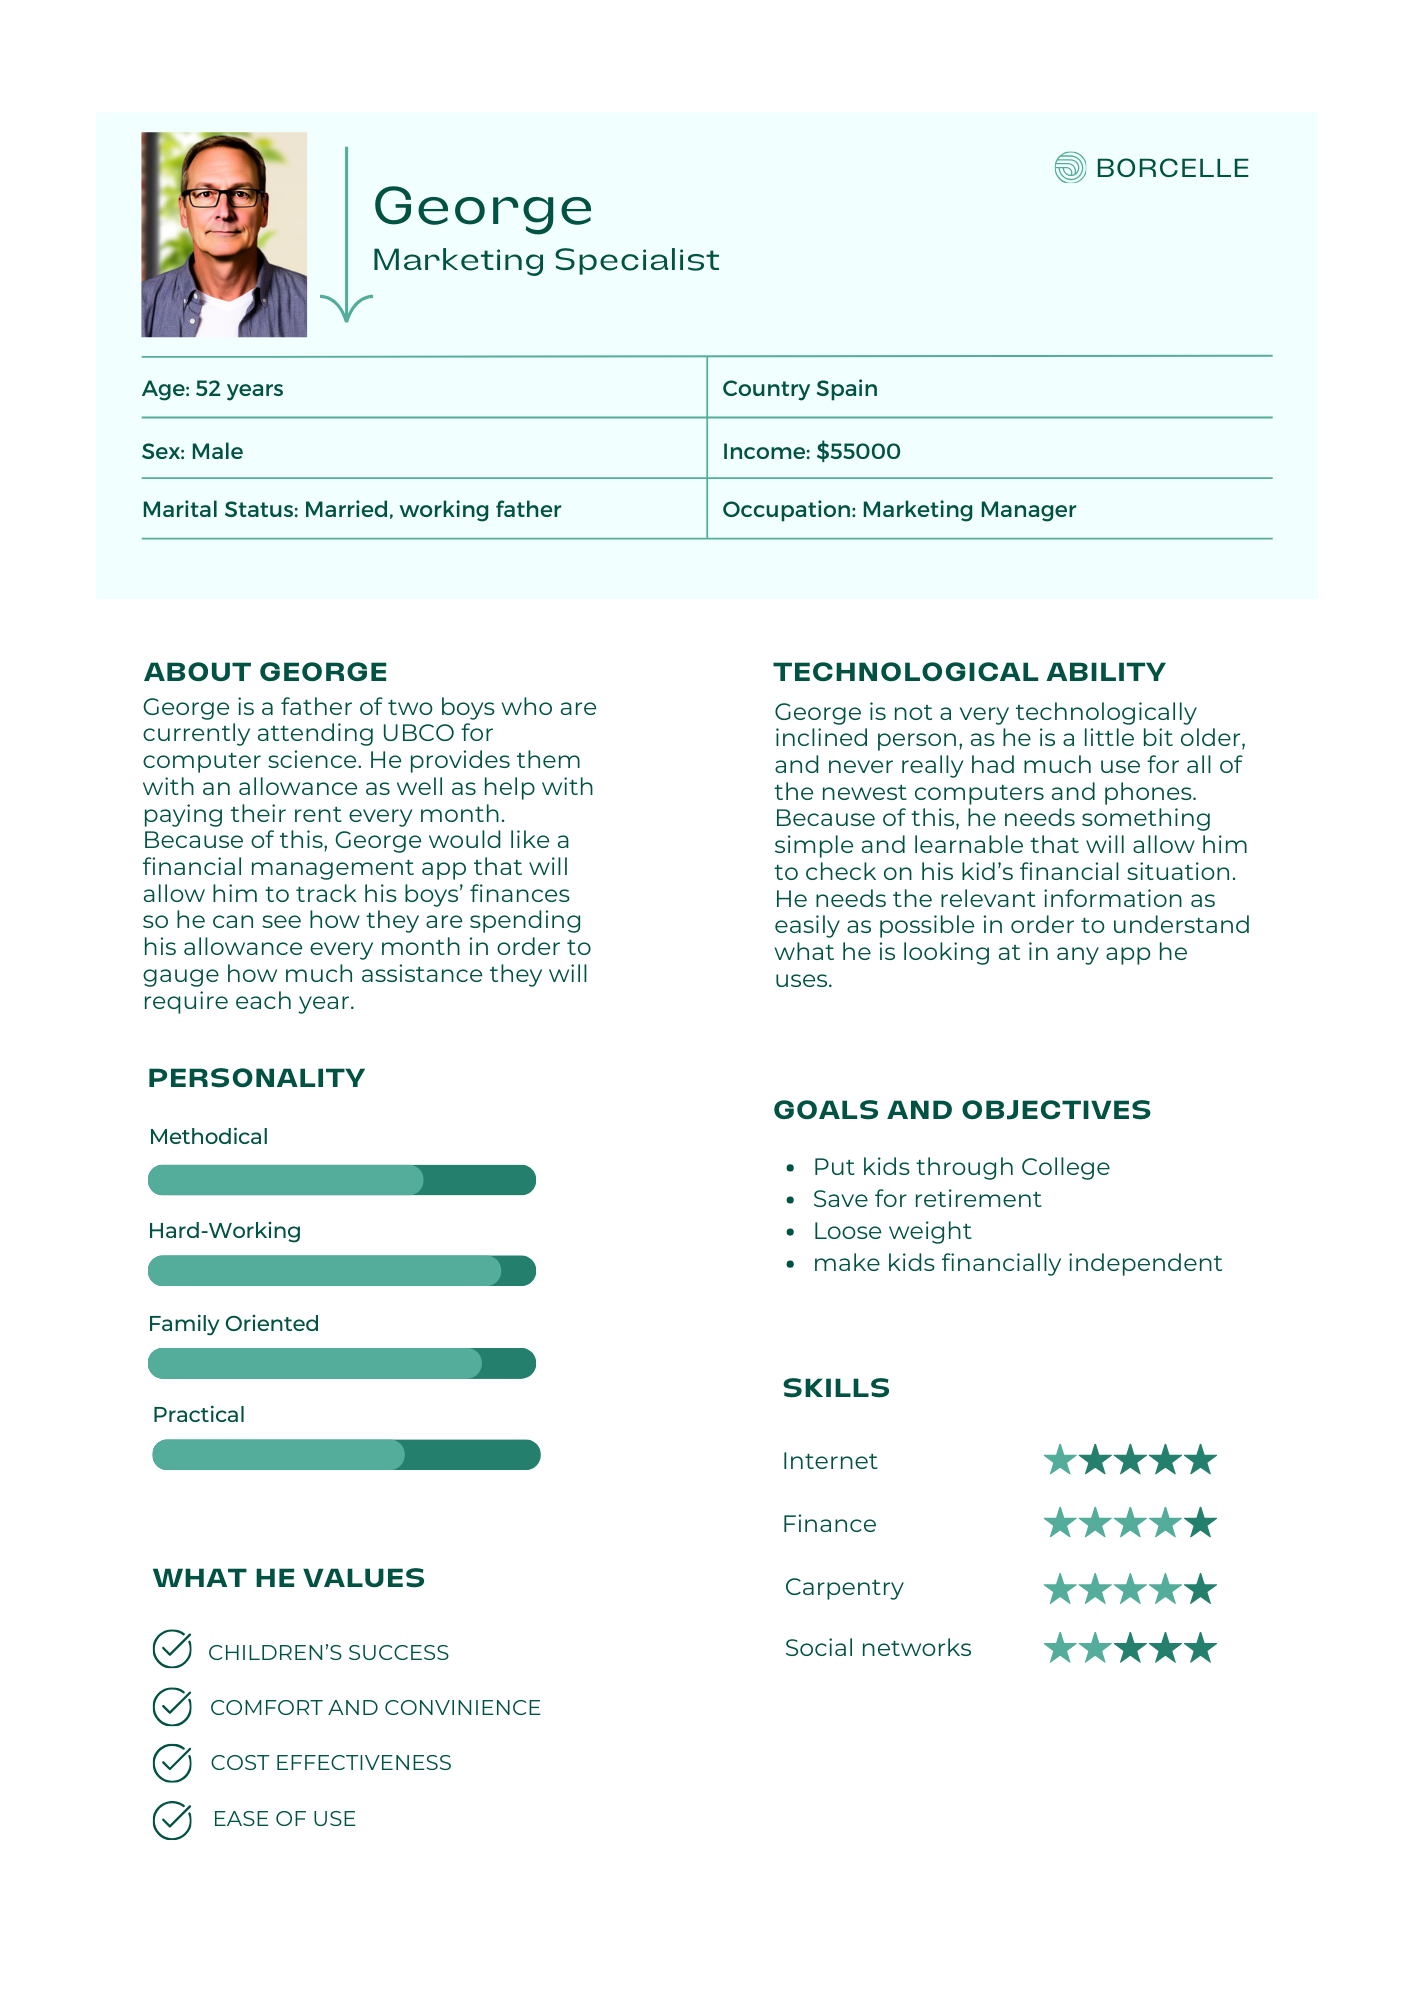 BORCELLE
George
Marketing Specialist
Age: 52 years
Country Spain
Sex: Male
Income: $55000
Marital Status: Married, working father
Occupation: Marketing Manager
ABOUT GEORGE
George is a father of two boys who are
currently attending UBCO for
computer science. He provides them
with an allowance as well as help with
paying their rent every month.
Because of this, George would like a
financial management app that will
allow him to track his boys’ finances
so he can see how they are spending
his allowance every month in order to
gauge how much assistance they will
require each year.
PERSONALITY
Methodical
Hard-Working
Family Oriented
Practical
WHAT HE VALUES
CHILDREN’S SUCCESS
COMFORT AND CONVINIENCE
COST EFFECTIVENESS
EASE OF USE
TECHNOLOGICAL ABILITY
George is not a very technologically
inclined person, as he is a little bit older,
and never really had much use for all of
the newest computers and phones.
Because of this, he needs something
simple and learnable that will allow him
to check on his kid’s financial situation.
He needs the relevant information as
easily as possible in order to understand
what he is looking at in any app he
uses.
GOALS AND OBJECTIVES
• Put kids through College
• Save for retirement
• Loose weight
• make kids financially independent
SKILLS
Internet
Finance
Carpentry
Social networks